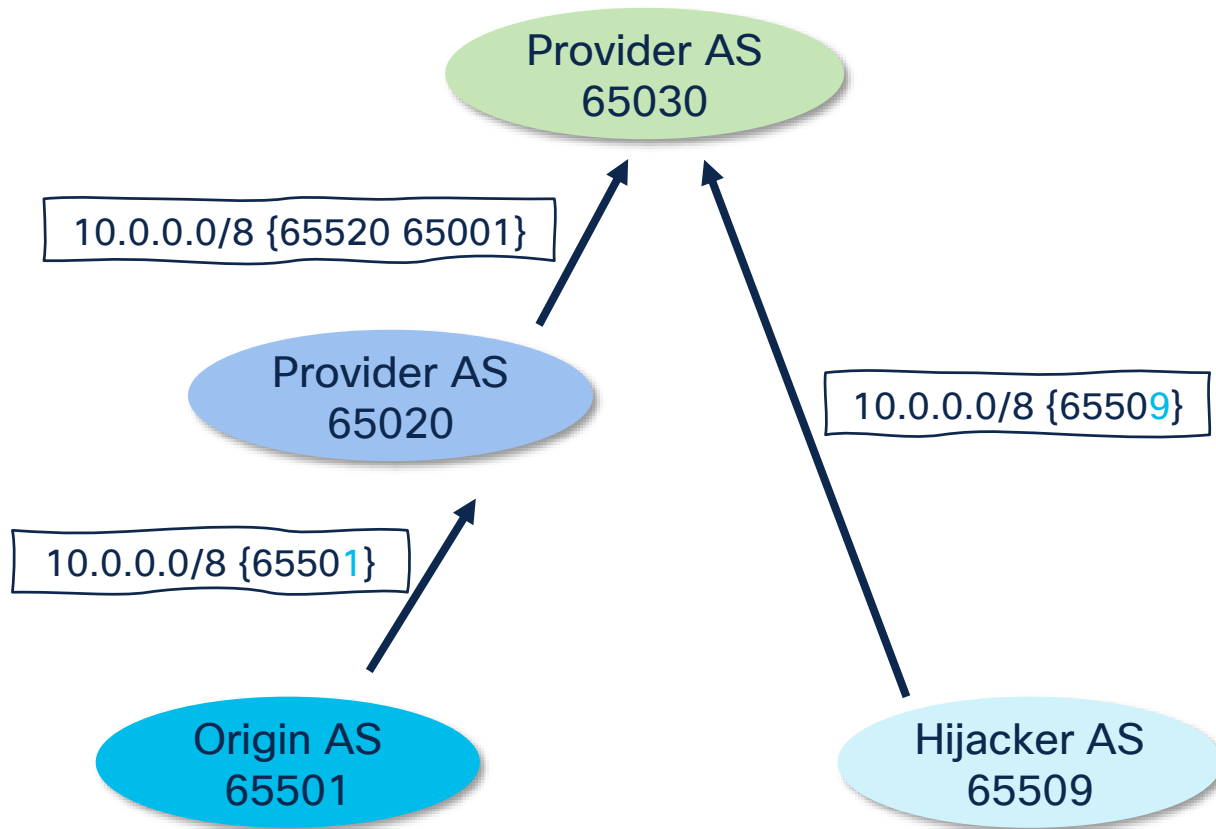 Provider AS
65030
10.0.0.0/8 {65520 65001}
Provider AS
65020
10.0.0.0/8 {65509}
10.0.0.0/8 {65501}
Origin AS
65501
Hijacker AS
65509